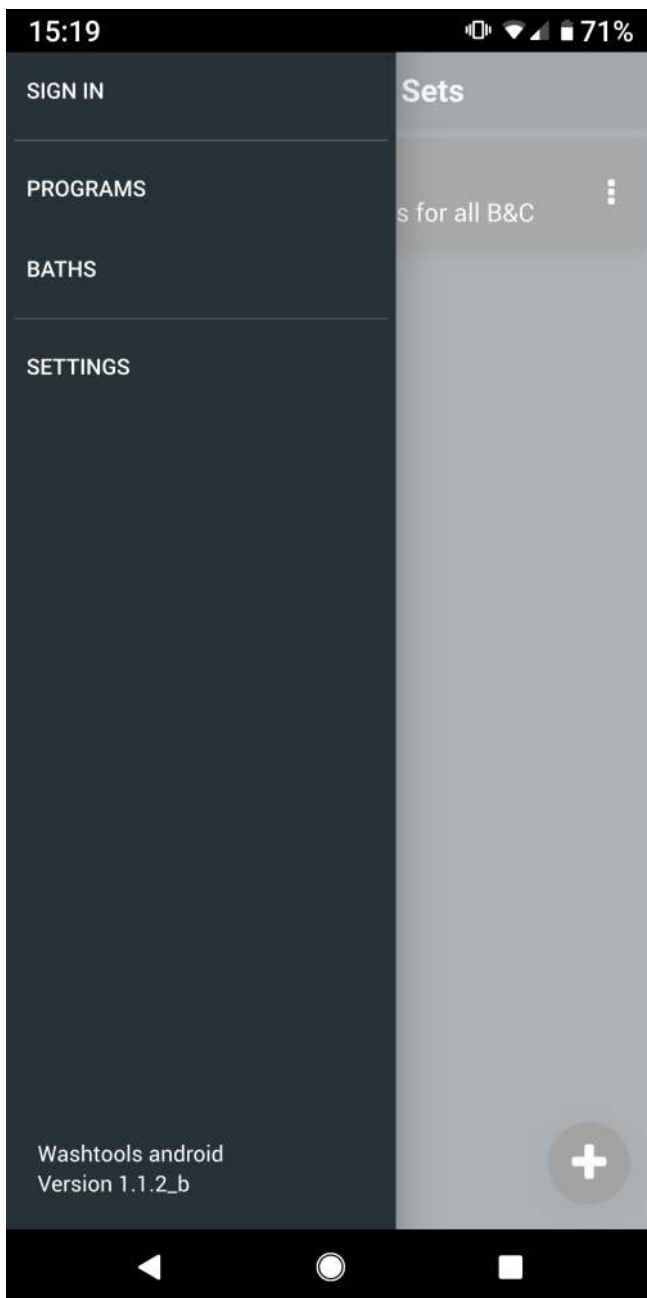 15:19 71%
SIGN IN
Sets
PROGRAMS
s for all B&C
BATHS
SETTINGS
Washtools android
Version 1.1.2_b